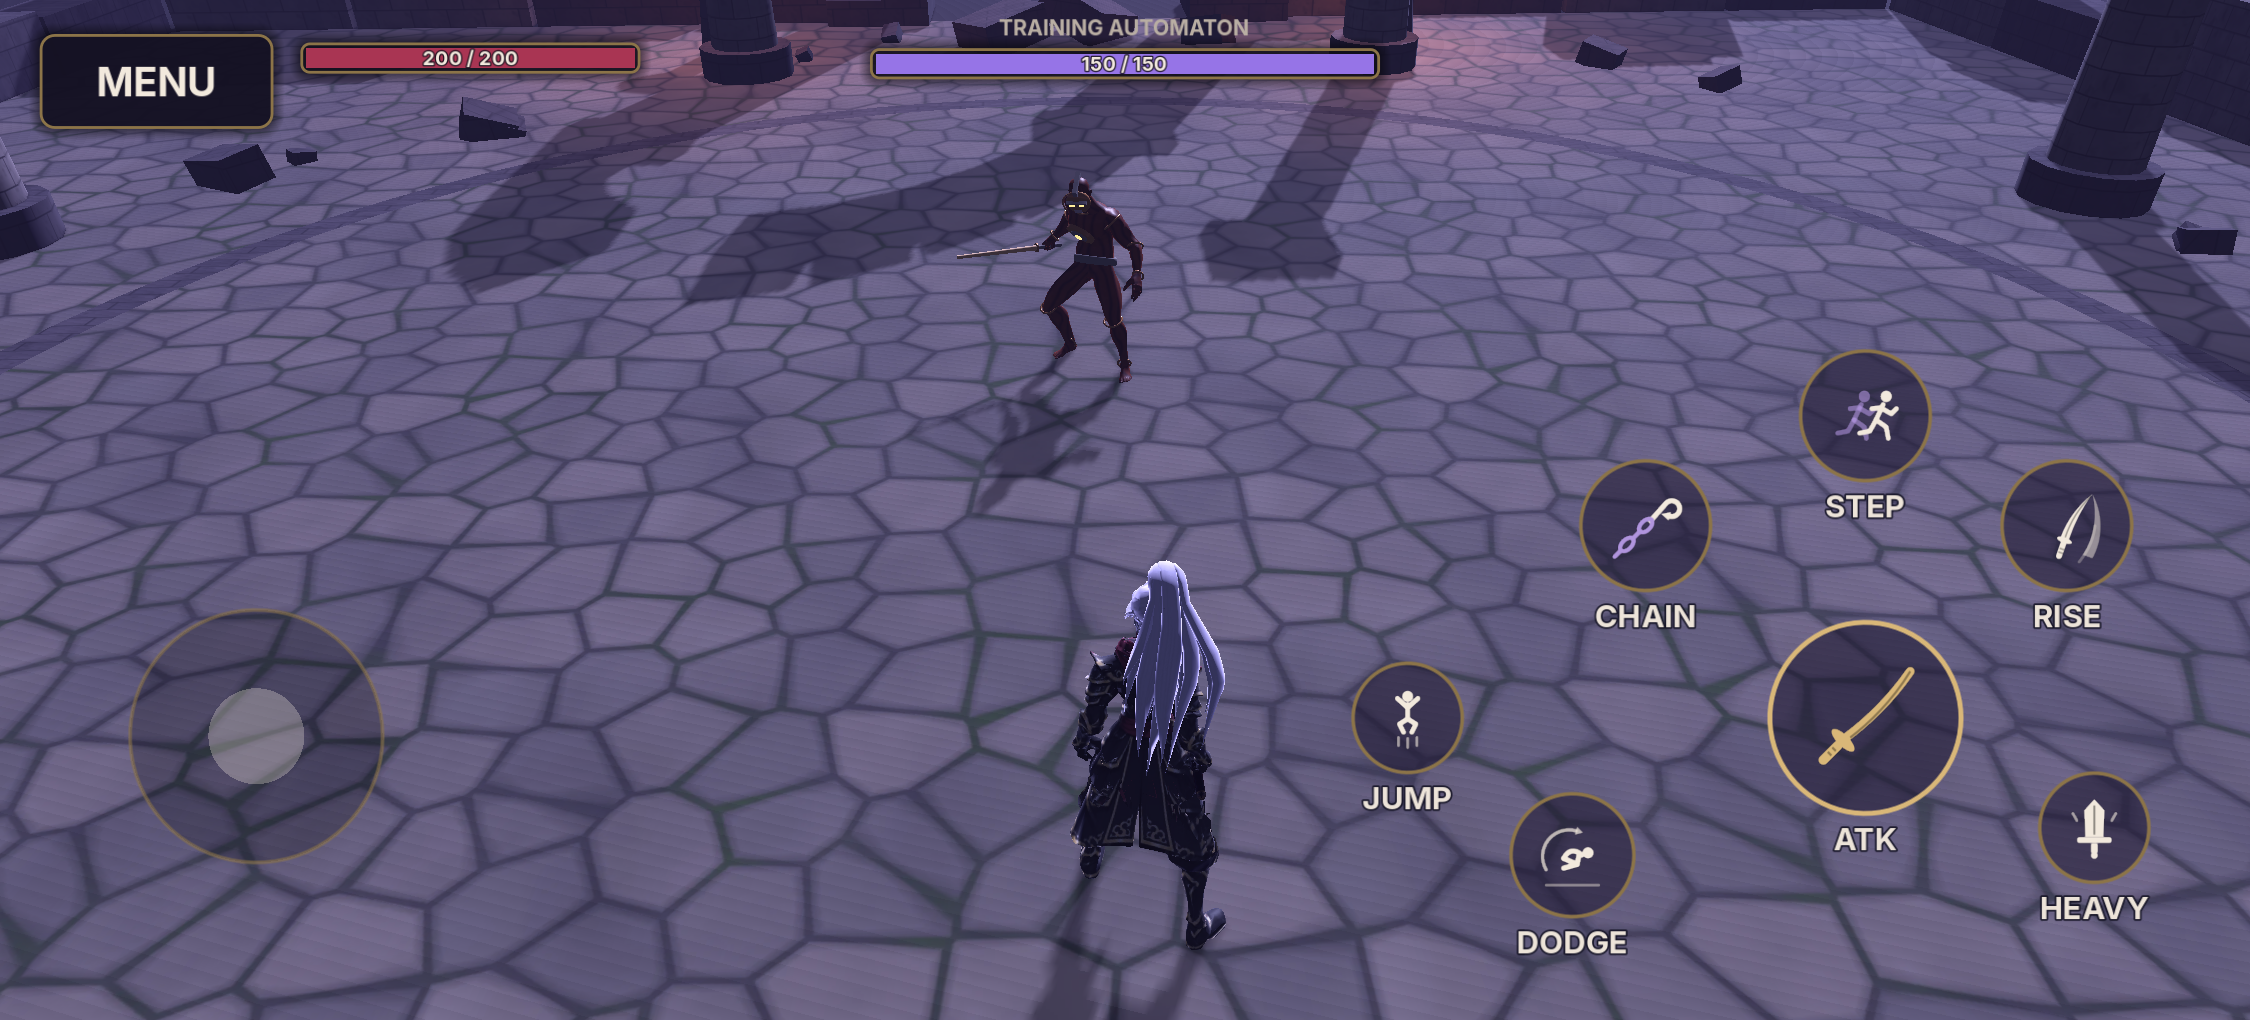 TRAINING AUTOMATON
MENU
200 / 200
150 / 150
STEP
CHAIN
RISE
JUMP
ATK
HEAVY
DODGE